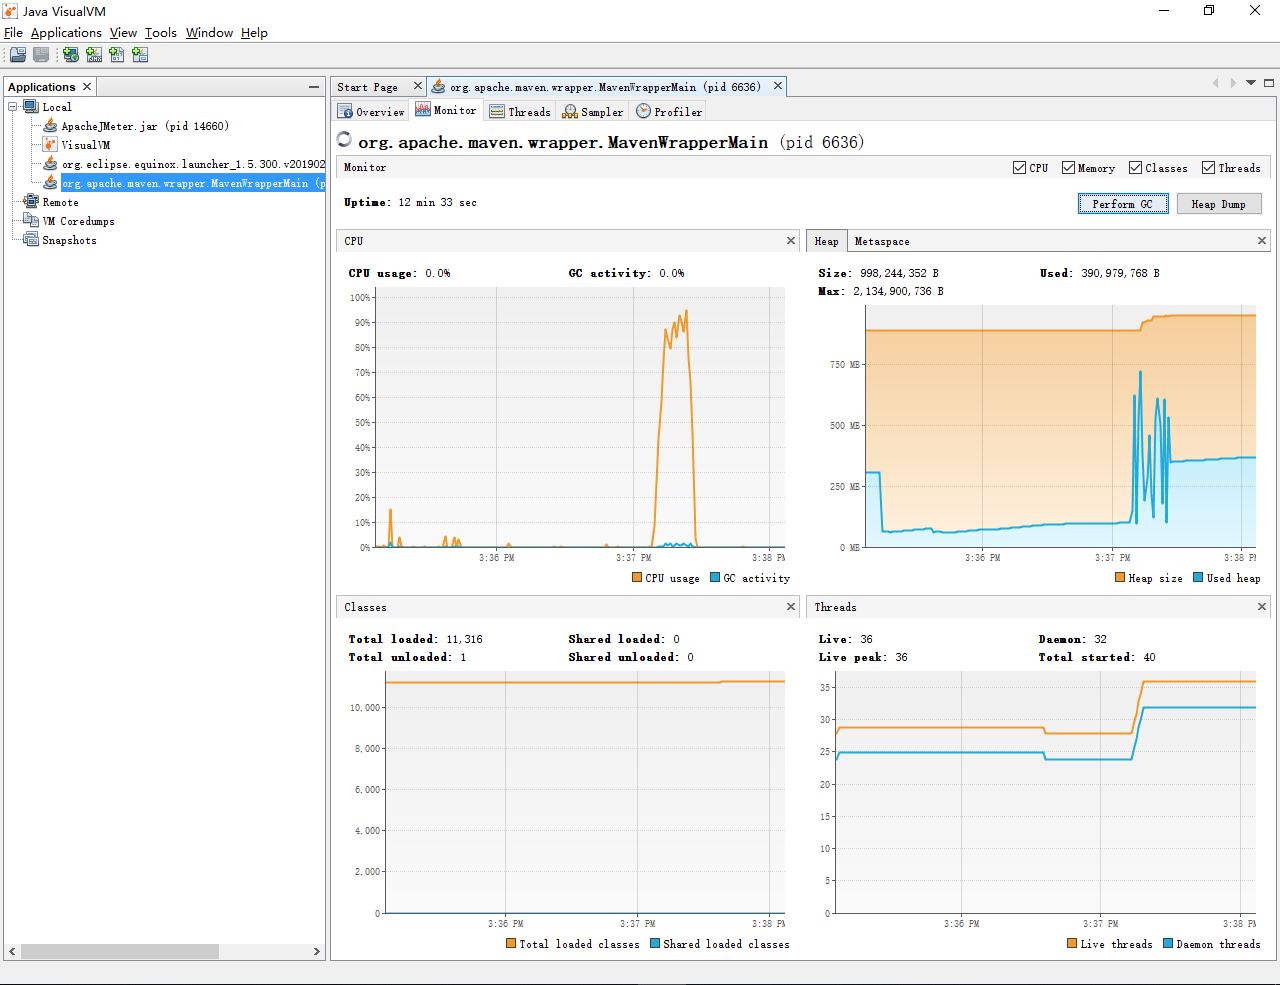 Java VisualVM
File Applications View Tools Window Help
Applications
Local
ApacheJMeter.jar (pid 14660)
VisualVM
org.eclipse.equinox.launcher_1.5.300.v201902
org.apache.maven.wrapper.MavenWrapperMain (p
Remote
VM Coredumps
Snapshots
Start Page org.apache.maven.wrapper.MavenWrapperMain (pid 6636)
Overview Monitor Threads Sampler Profiler
org.apache.maven.wrapper.MavenWrapperMain (pid 6636)
Monitor CPU Memory Classes Threads
Uptime: 12 min 33 sec Perform GC Heap Dump
CPU
CPU usage: 0.0% GC activity: 0.0%
100%
90%
80%
70%
60%
50%
40%
30%
20%
10%
0%
3:36 PM 3:37 PM 3:38 P
CPU usage GC activity
Heap Metaspace
Size: 998,244,352 B Used: 390,979,768 B
Max: 2,134,900,736 B
750 MB
500 MB
250 MB
0 MB
3:36 PM 3:37 PM 3:38 P
Heap size Used heap
Classes
Total loaded: 11,316 Shared loaded: 0
Total unloaded: 1 Shared unloaded: 0
10,000
8,000
6,000
4,000
2,000
0
3:36 PM 3:37 PM 3:38 P
Total loaded classes Shared loaded classes
Threads
Live: 36 Daemon: 32
Live peak: 36 Total started: 40
35
30
25
20
15
10
5
0
3:36 PM 3:37 PM 3:38 P
Live threads Daemon threads